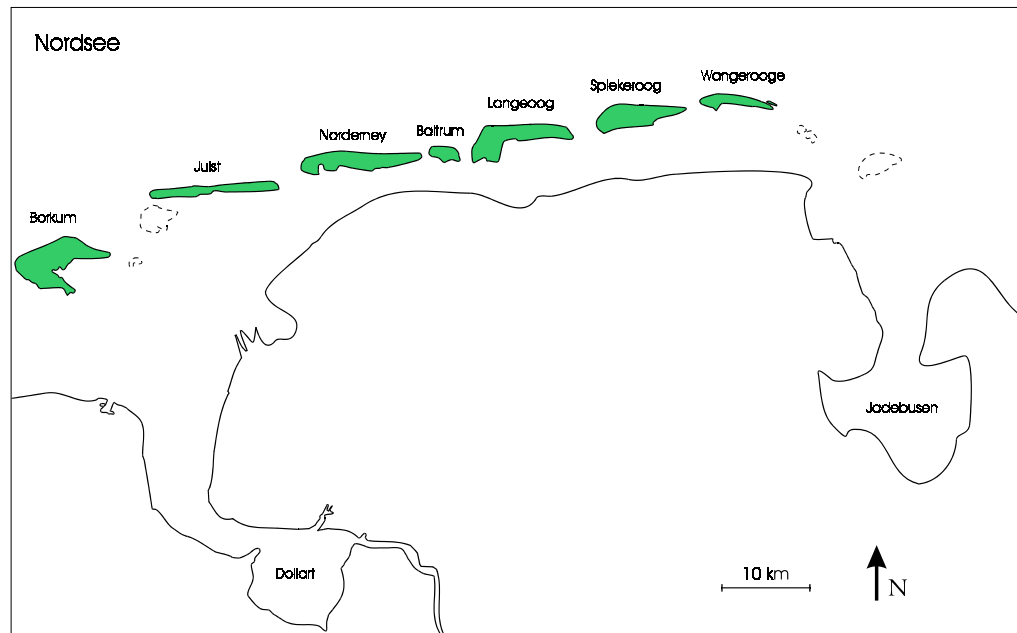 Nordsee
Wangerooge
Spiekeroog
Langeoog
Baltrum
Norderney
Juist
Borkum
Jadebusen
Dollart
10 km
N